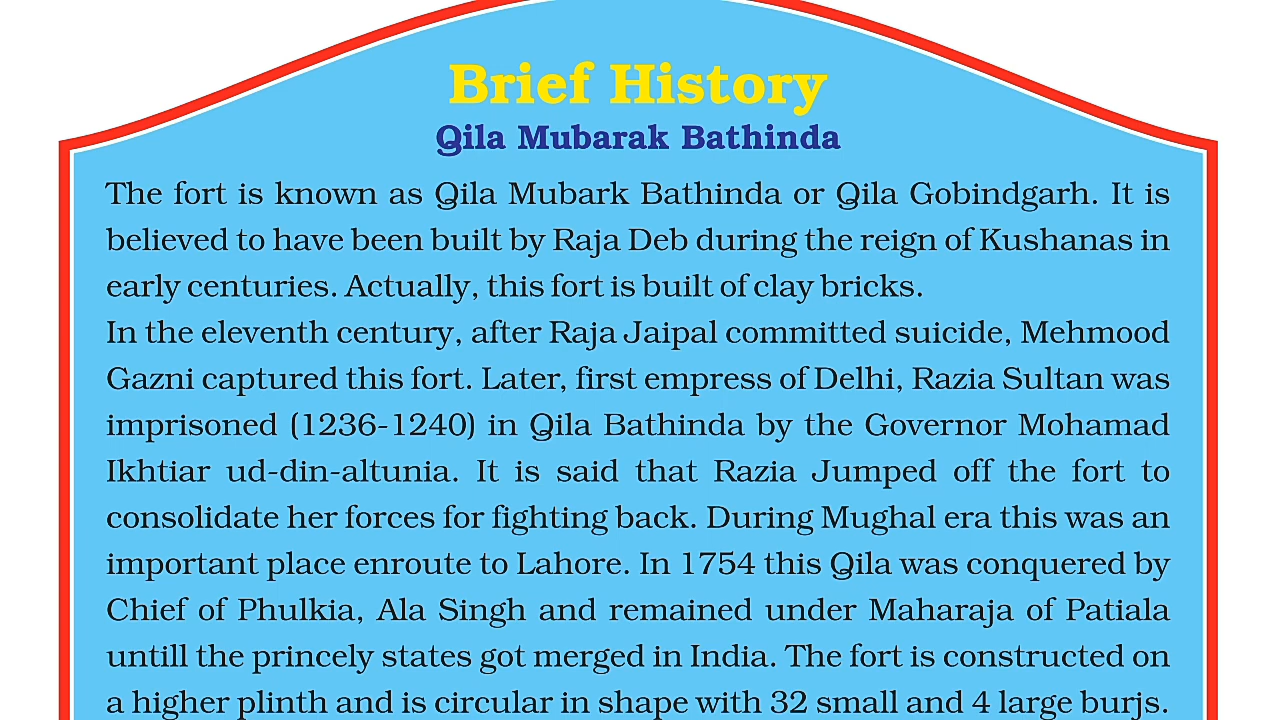 Brief History
Qila Mubarak Bathinda
The fort is known as Qila Mubark Bathinda or Qila Gobindgarh. It is
believed to have been built by Raja Deb during the reign of Kushanas in
early centuries. Actually, this fort is built of clay bricks.
In the eleventh century, after Raja Jaipal committed suicide, Mehmood
Gazni captured this fort. Later, first empress of Delhi, Razia Sultan was
imprisoned (1236-1240) in Qila Bathinda by the Governor Mohamad
Ikhtiar ud-din-altunia. It is said that Razia Jumped off the fort to
consolidate her forces for fighting back. During Mughal era this was an
important place enroute to Lahore. In 1754 this Qila was conquered by
Chief of Phulkia, Ala Singh and remained under Maharaja of Patiala
untill the princely states got merged in India. The fort is constructed on
a higher plinth and is circular in shape with 32 small and 4 large burjs.